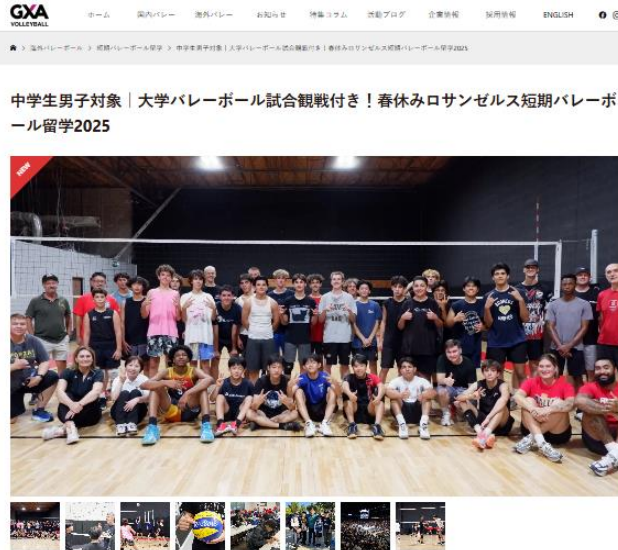 GXA
VOLLEYBALL
ホーム 国内バレー 海外バレー お知らせ 特集コラム 活動ブログ 企業情報 採用情報 ENGLISH
海外バレーボール > 短期バレーボール留学 > 中学生男子対象│大学バレーボール試合観戦付き！春休みロサンゼルス短期バレーボール留学2025
中学生男子対象│大学バレーボール試合観戦付き！春休みロサンゼルス短期バレーボ
ール留学2025
NEW